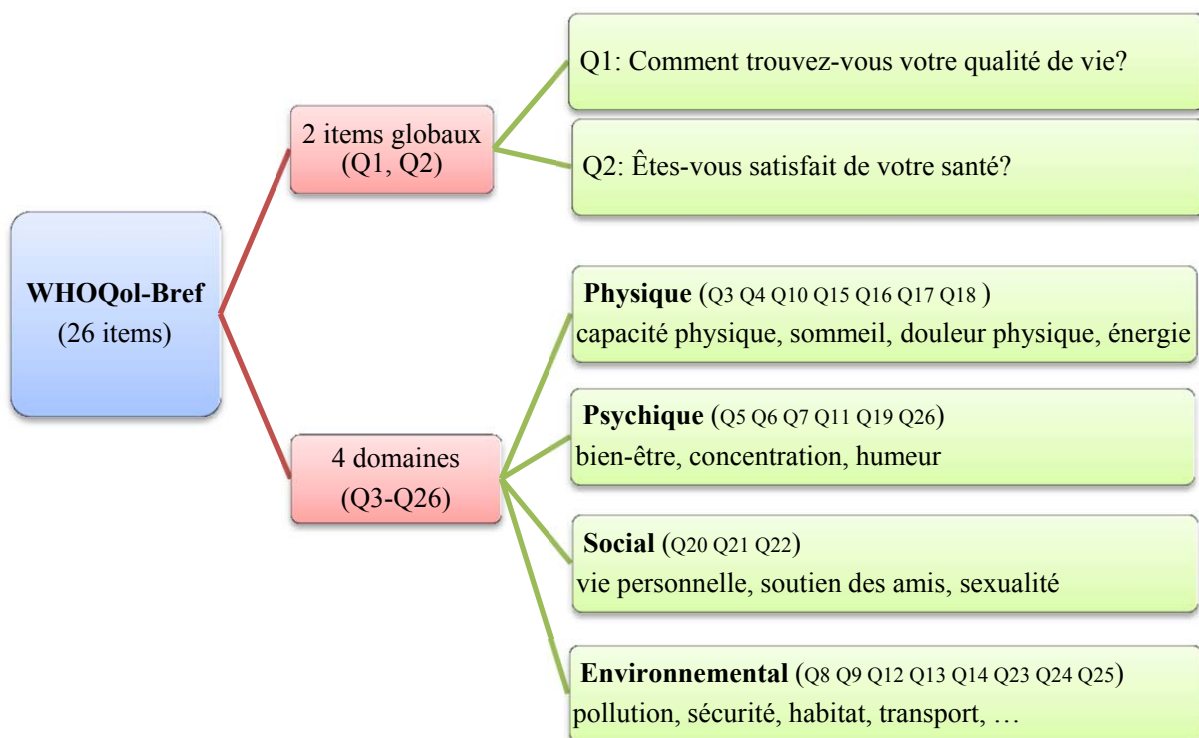 Q1: Comment trouvez-vous votre qualité de vie?
2 items globaux
(Q1, Q2)
Q2: Êtes-vous satisfait de votre santé?
WHOQol-Bref
(26 items)
Physique (Q3 Q4 Q10 Q15 Q16 Q17 Q18 )
capacité physique, sommeil, douleur physique, énergie
Psychique (Q5 Q6 Q7 Q11 Q19 Q26)
bien-être, concentration, humeur
4 domaines
(Q3-Q26)
Social (Q20 Q21 Q22)
vie personnelle, soutien des amis, sexualité
Environnemental (Q8 Q9 Q12 Q13 Q14 Q23 Q24 Q25)
pollution, sécurité, habitat, transport, …